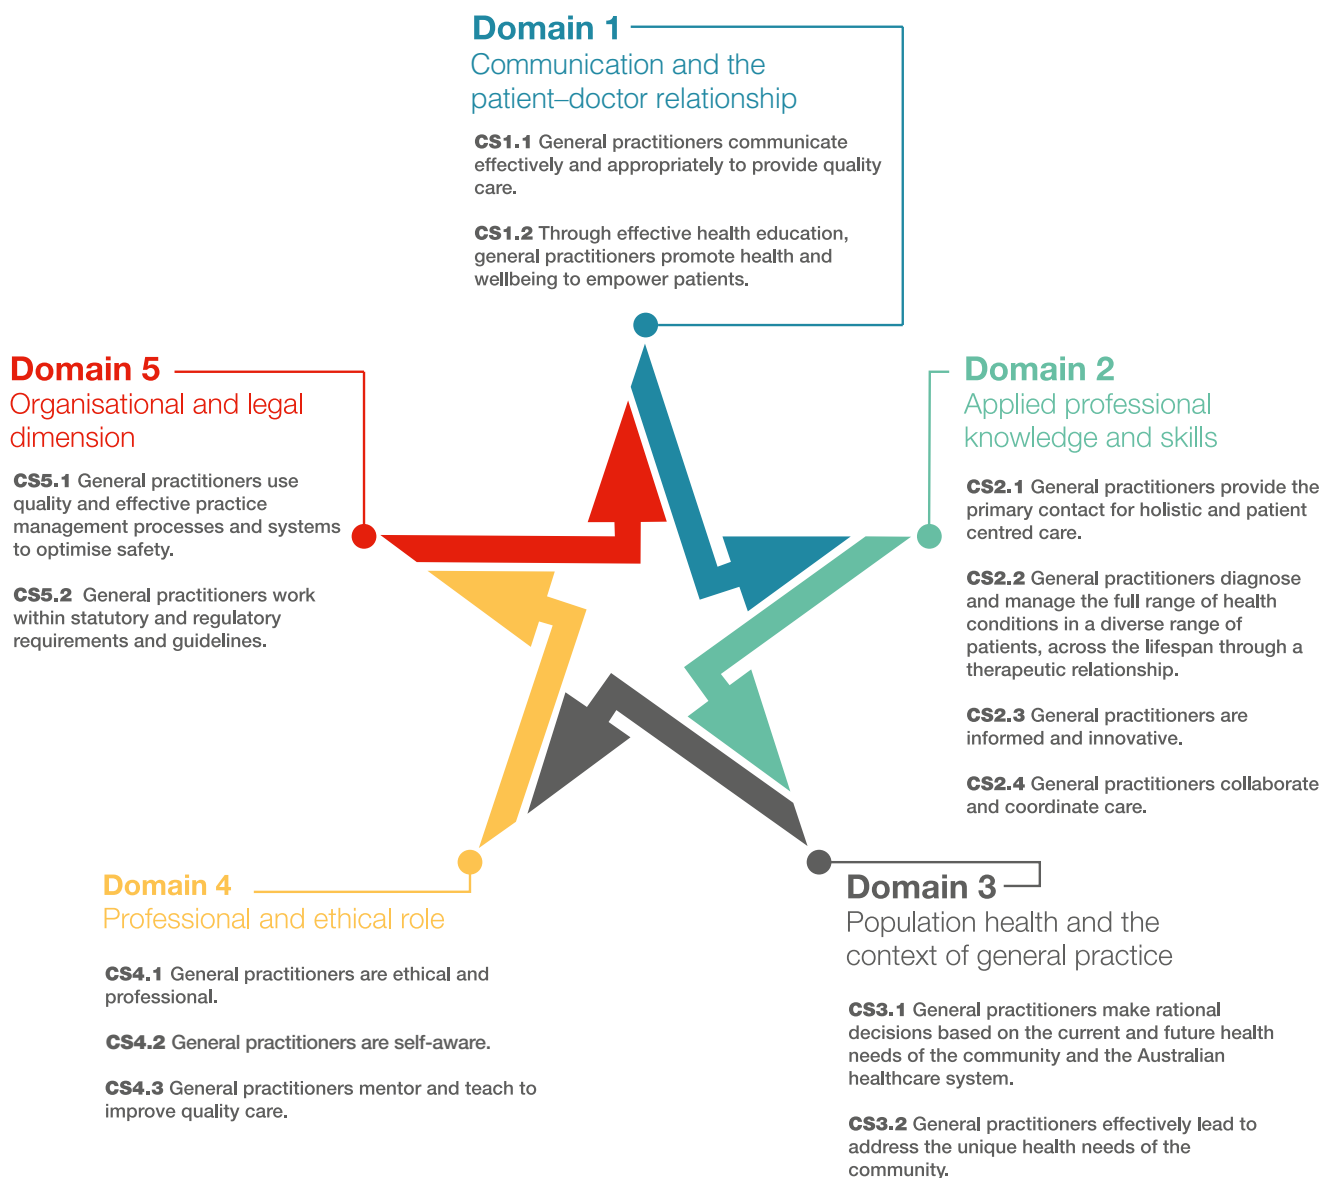 Domain 1
Communication and the
patient–doctor relationship
CS1.1 General practitioners communicate
effectively and appropriately to provide quality
care.
CS1.2 Through effective health education,
general practitioners promote health and
wellbeing to empower patients.
Domain 2
Applied professional
knowledge and skills
CS2.1 General practitioners provide the
primary contact for holistic and patient
centred care.
CS2.2 General practitioners diagnose
and manage the full range of health
conditions in a diverse range of
patients, across the lifespan through a
therapeutic relationship.
CS2.3 General practitioners are
informed and innovative.
CS2.4 General practitioners collaborate
and coordinate care.
Domain 3
Population health and the
context of general practice
CS3.1 General practitioners make rational
decisions based on the current and future health
needs of the community and the Australian
healthcare system.
CS3.2 General practitioners effectively lead to
address the unique health needs of the
community.
Domain 4
Professional and ethical role
CS4.1 General practitioners are ethical and
professional.
CS4.2 General practitioners are self-aware.
CS4.3 General practitioners mentor and teach to
improve quality care.
Domain 5
Organisational and legal
dimension
CS5.1 General practitioners use
quality and effective practice
management processes and systems
to optimise safety.
CS5.2 General practitioners work
within statutory and regulatory
requirements and guidelines.